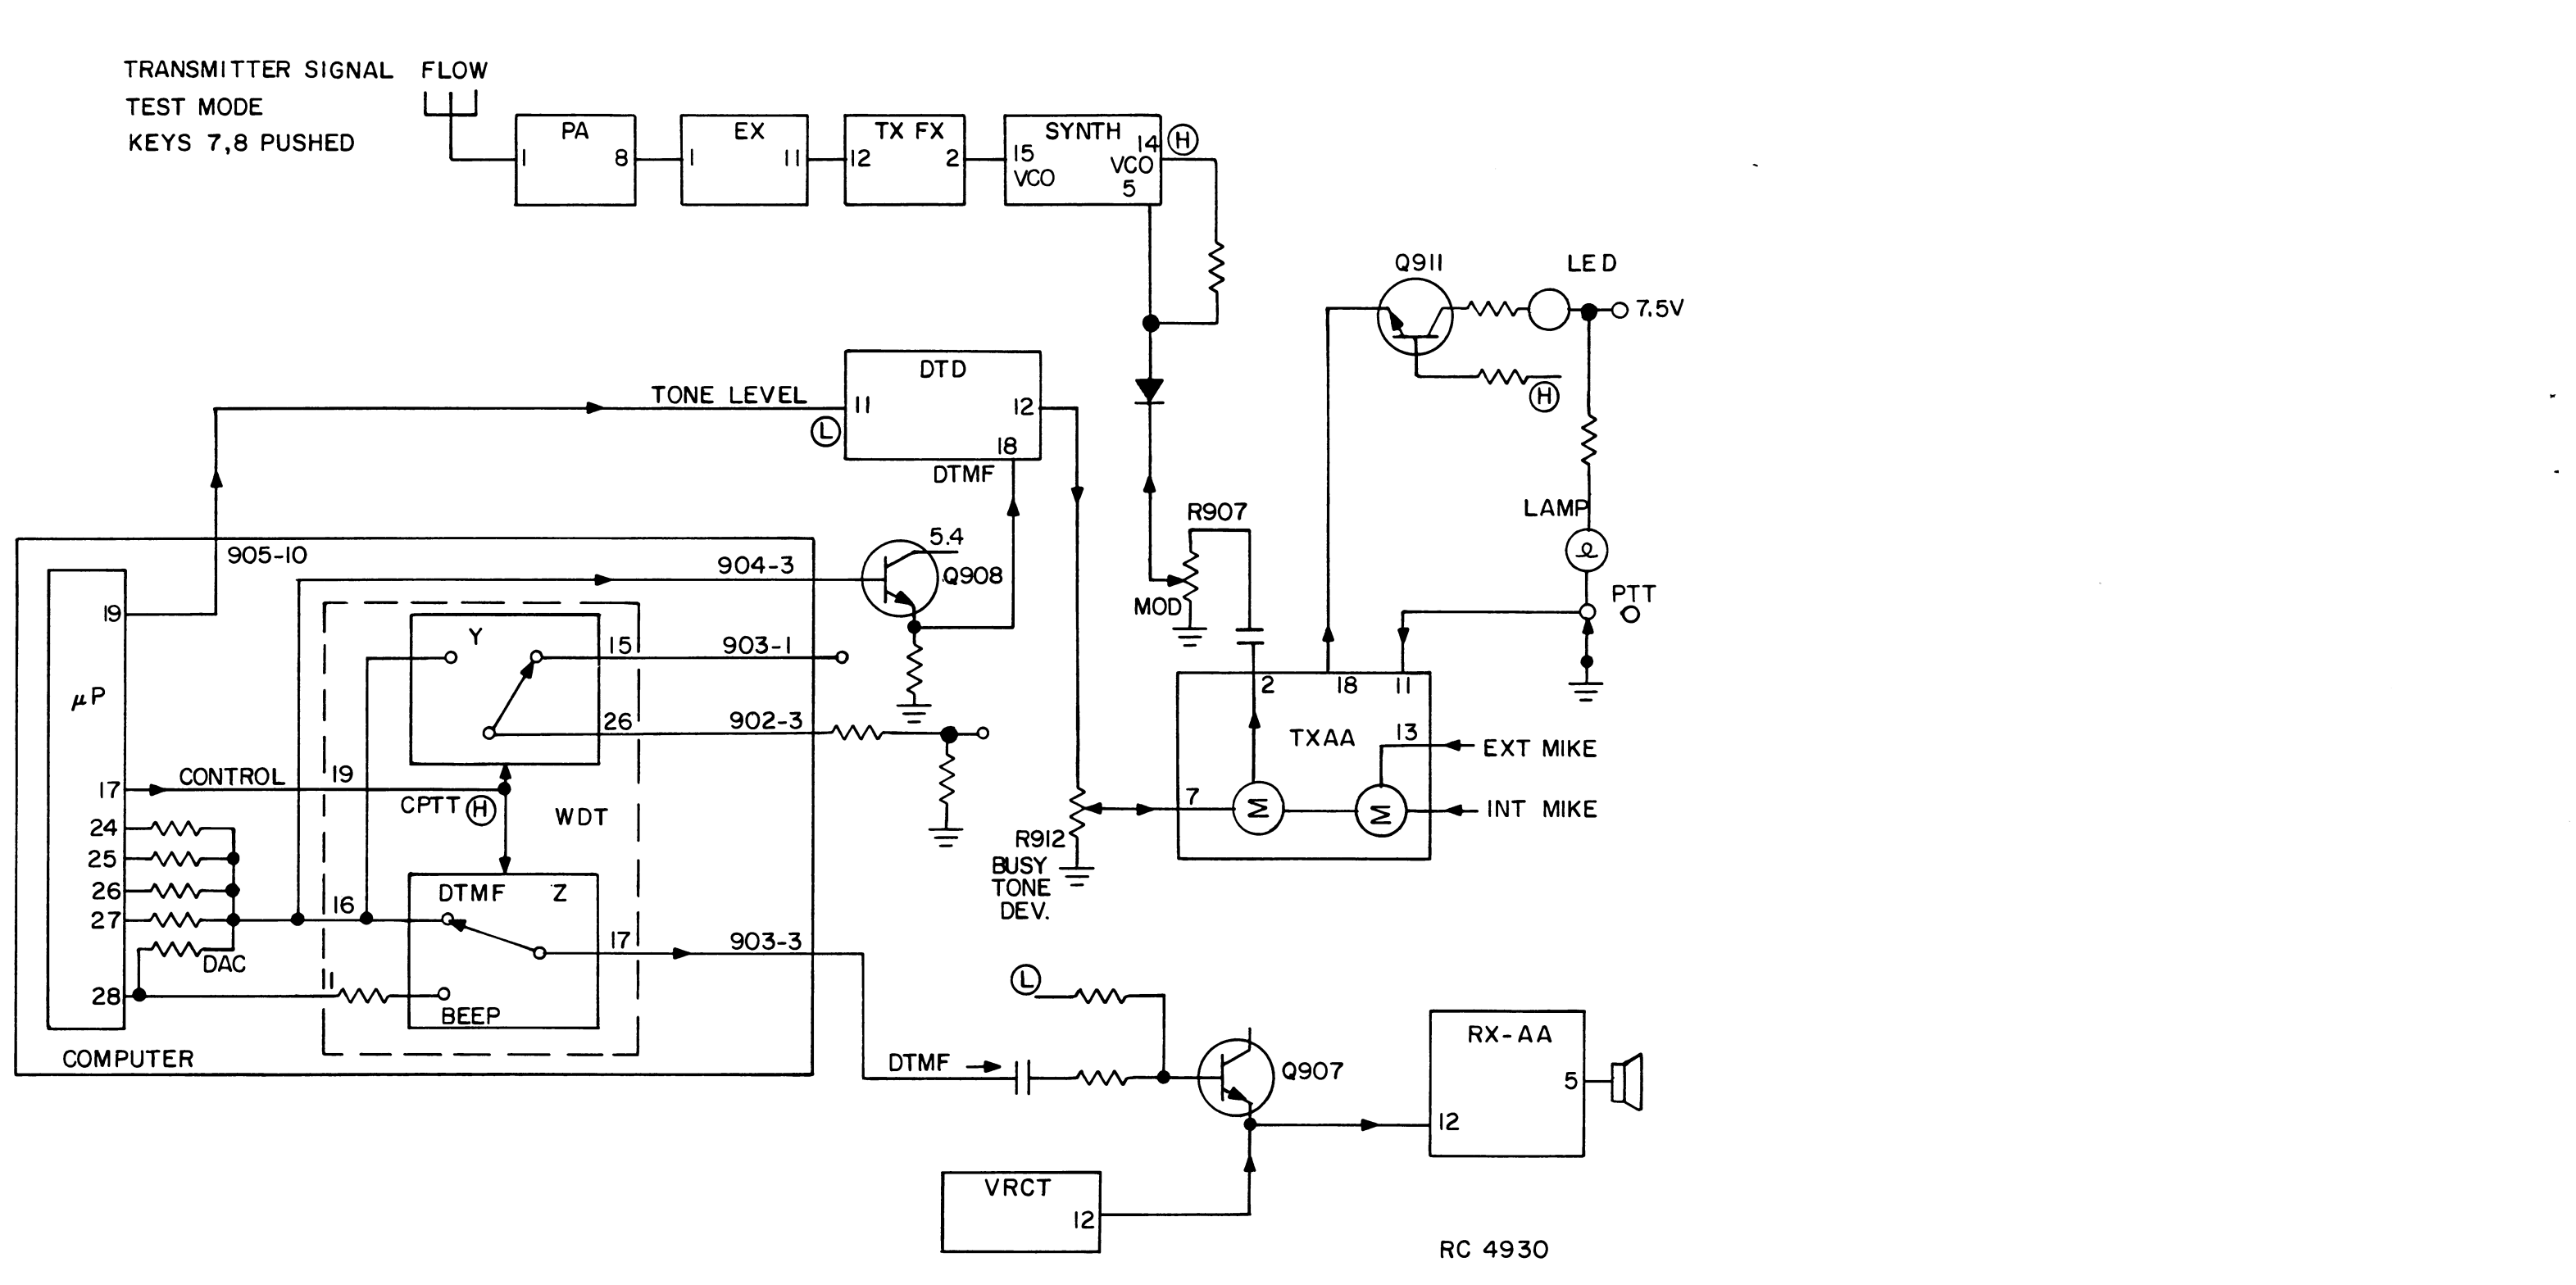 TRANSMITTER SIGNAL FLOW
TEST MODE
KEYS 7,8 PUSHED
PA
1
8
EX
1
11
TX FX
12
2
SYNTH
15
VCO
14
VCO
5
H
Q911
LED
7.5V
H
LAMP
PTT
TONE LEVEL
L
DTD
11
12
18
DTMF
R907
MOD
905-10
904-3
5.4
Q908
μP
19
17
24
25
26
27
28
CONTROL
19
CPTT H
WDT
Y
15
903-1
26
902-3
16
DTMF Z
17
903-3
DAC
11
BEEP
COMPUTER
R912
BUSY
TONE
DEV.
2
18
11
TXAA
13
7
Σ
Σ
EXT MIKE
INT MIKE
L
DTMF
Q907
RX-AA
5
12
VRCT
12
RC 4930